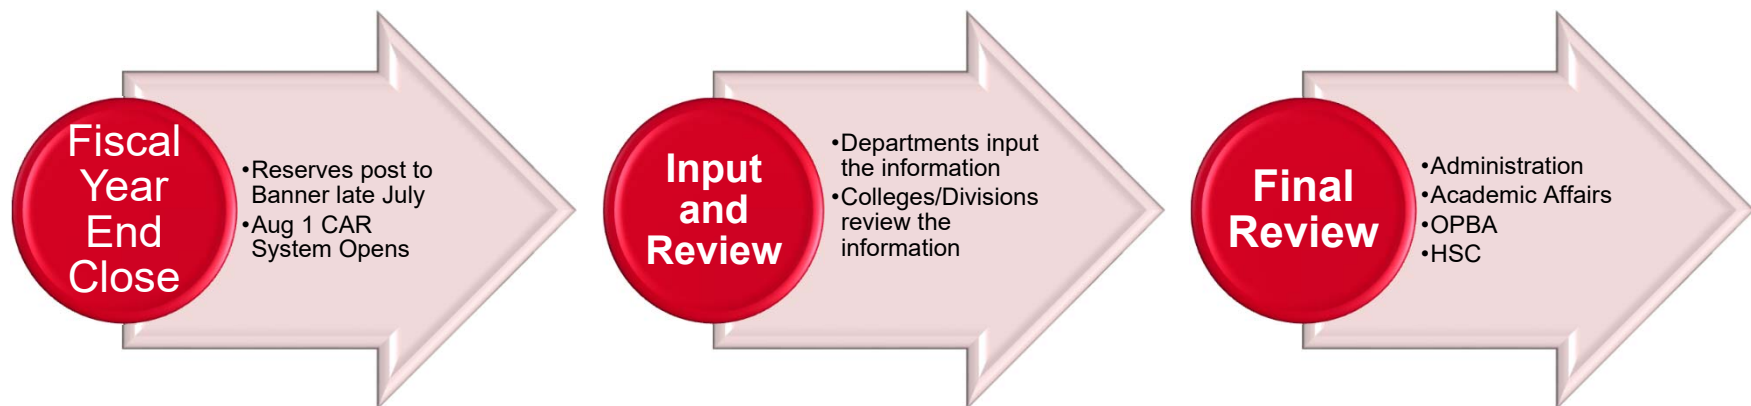 Fiscal
Year
End
Close
•Reserves post to
Banner late July
•Aug 1 CAR
System Opens
Input
and
Review
•Departments input
the information
•Colleges/Divisions
review the
information
Final
Review
•Administration
•Academic Affairs
•OPBA
•HSC